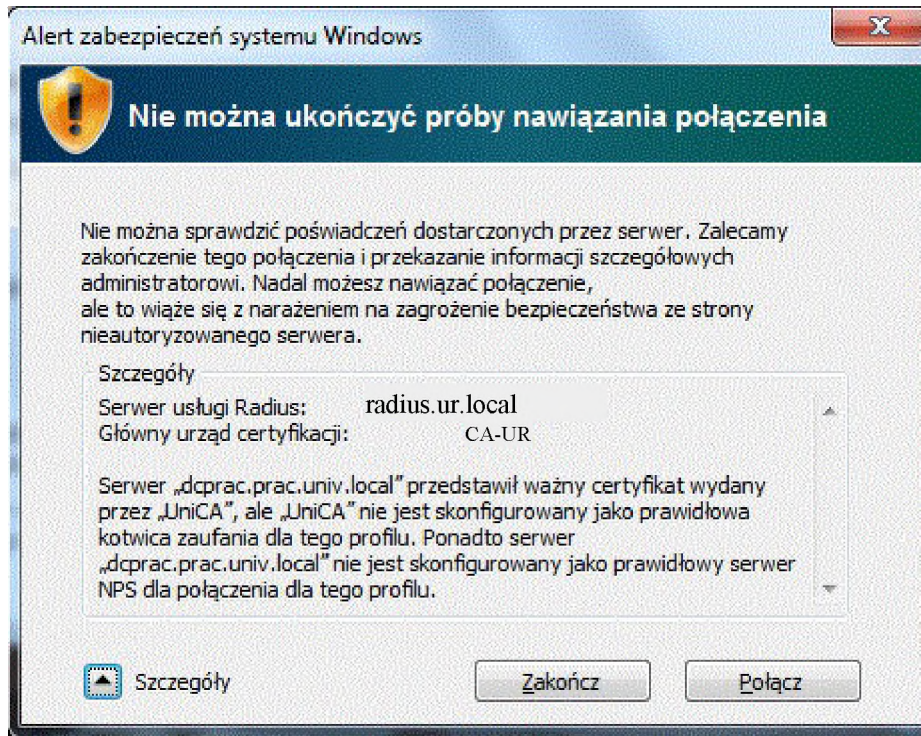 Alert zabezpieczeń systemu Windows
Nie można ukończyć próby nawiązania połączenia
Nie można sprawdzić poświadczeń dostarczonych przez serwer. Zalecamy
zakończenie tego połączenia i przekazanie informacji szczegółowych
administratorowi. Nadal możesz nawiązać połączenie,
ale to wiąże się z narażeniem na zagrożenie bezpieczeństwa ze strony
nieautoryzowanego serwera.
Szczegóły
Serwer usługi Radius: radius.ur.local
Główny urząd certyfikacji: CA-UR
Serwer „dcprac.prac.univ.local” przedstawił ważny certyfikat wydany
przez „UniCA”, ale „UniCA” nie jest skonfigurowany jako prawidłowa
kotwica zaufania dla tego profilu. Ponadto serwer
„dcprac.prac.univ.local” nie jest skonfigurowany jako prawidłowy serwer
NPS dla połączenia dla tego profilu.
Szczegóły Zakończ Połącz